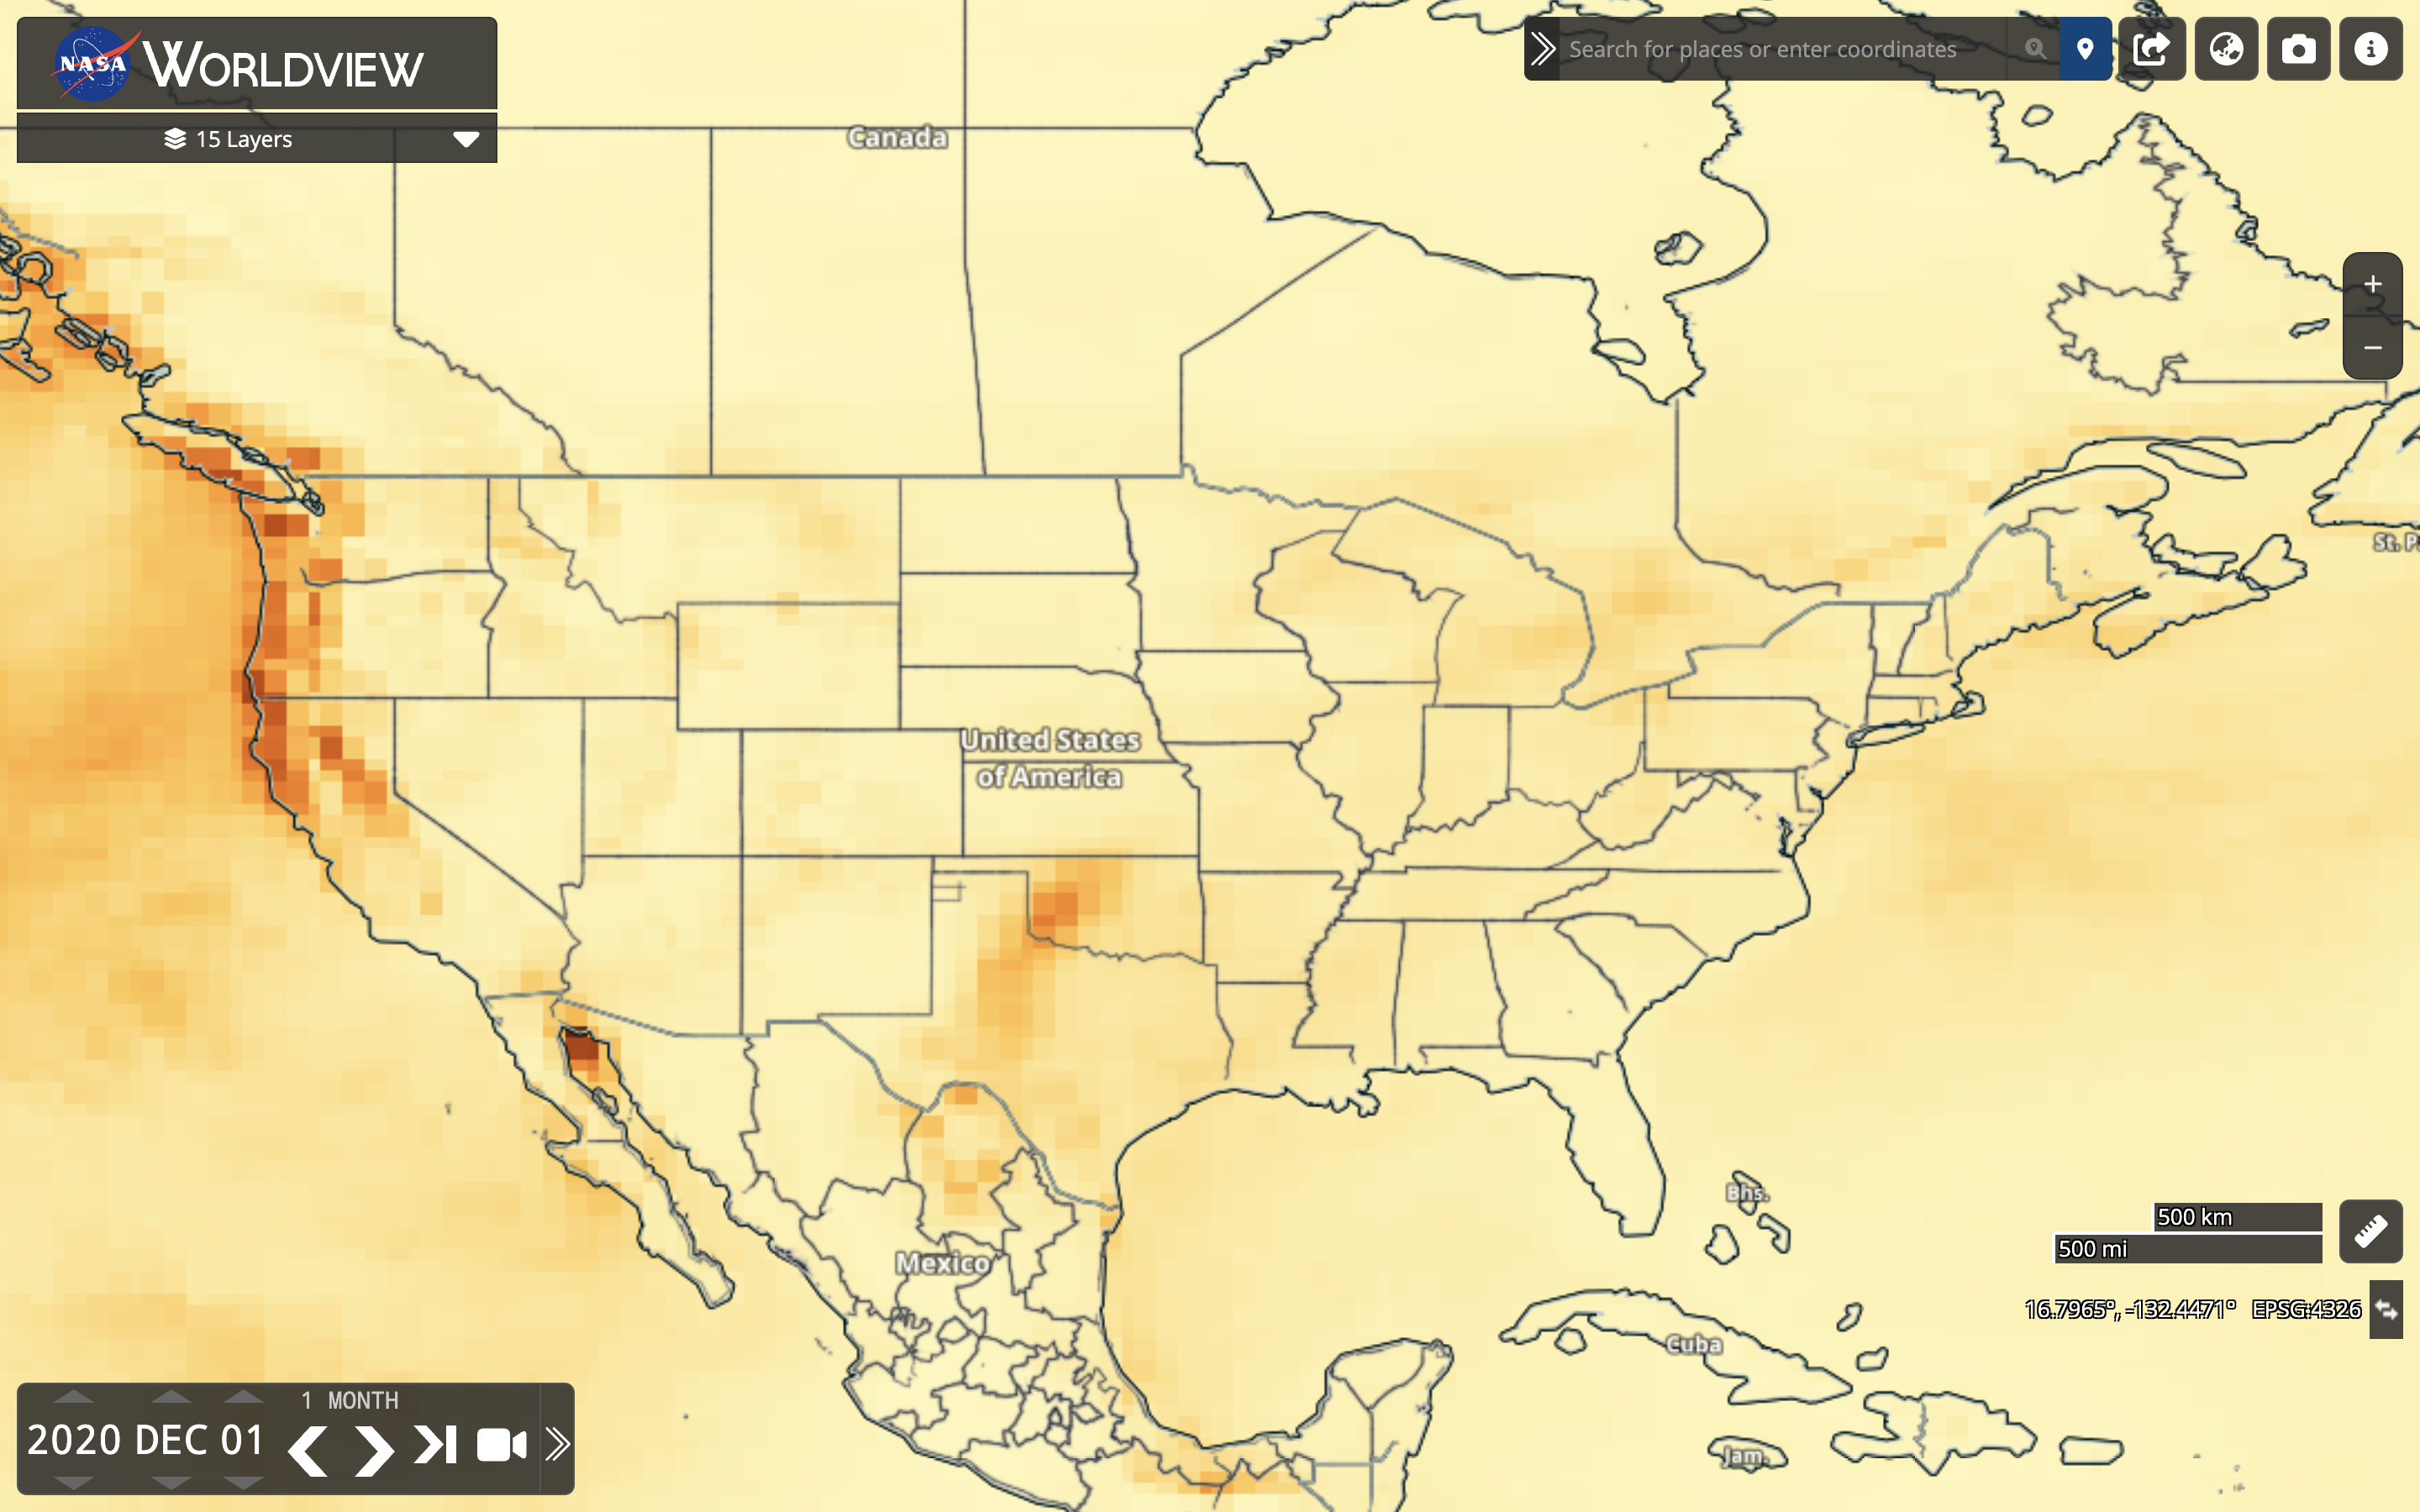 NASA WORLDVIEW
15 Layers
Search for places or enter coordinates
Canada
St. P
United States
of America
Bhs.
500 km
500 mi
Mexico
16.7965°, -132.4471° EPSG:4326
Cuba
Jam.
1 MONTH
2020 DEC 01